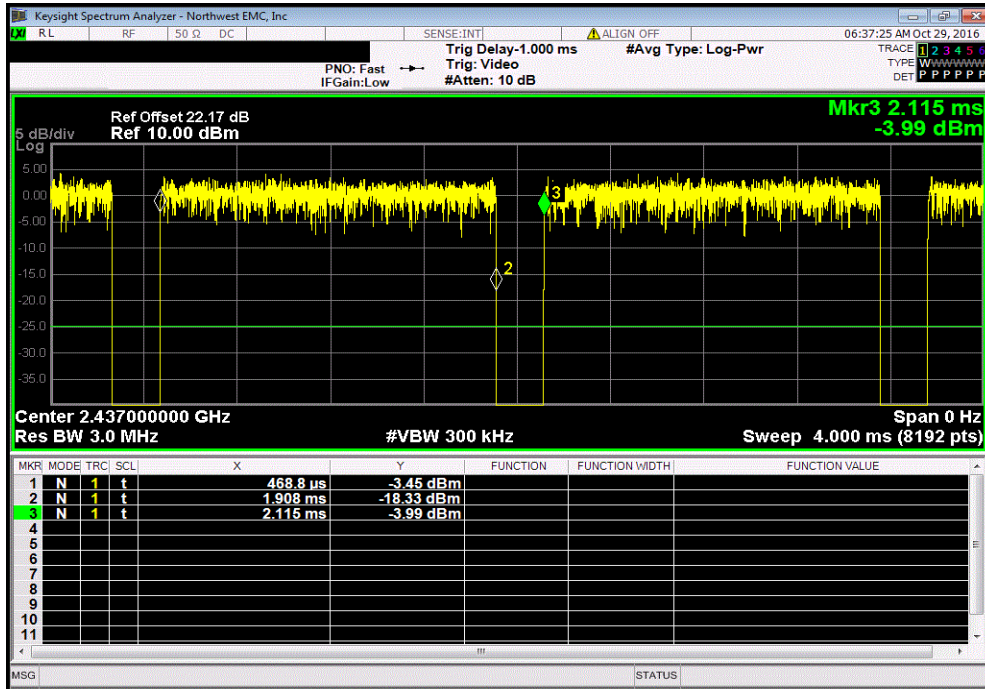 Keysight Spectrum Analyzer - Northwest EMC, Inc
LXI RL RF 50 Ω DC SENSE:INT ALIGN OFF 06:37:25 AM Oct 29, 2016
Trig Delay-1.000 ms #Avg Type: Log-Pwr TRACE 1 2 3 4 5 6
PNO: Fast Trig: Video TYPE WWWWWW
IFGain:Low #Atten: 10 dB DET P P P P P P
Mkr3 2.115 ms
-3.99 dBm
Ref Offset 22.17 dB
5 dB/div Ref 10.00 dBm
Log
5.00
0.00
-5.00
-10.0
-15.0
-20.0
-25.0
-30.0
-35.0
3
2
Center 2.437000000 GHz Span 0 Hz
Res BW 3.0 MHz #VBW 300 kHz Sweep 4.000 ms (8192 pts)
MKR MODE TRC SCL X Y FUNCTION FUNCTION WIDTH FUNCTION VALUE
1 N 1 t 468.8 µs -3.45 dBm
2 N 1 t 1.908 ms -18.33 dBm
3 N 1 t 2.115 ms -3.99 dBm
4
5
6
7
8
9
10
11
MSG STATUS